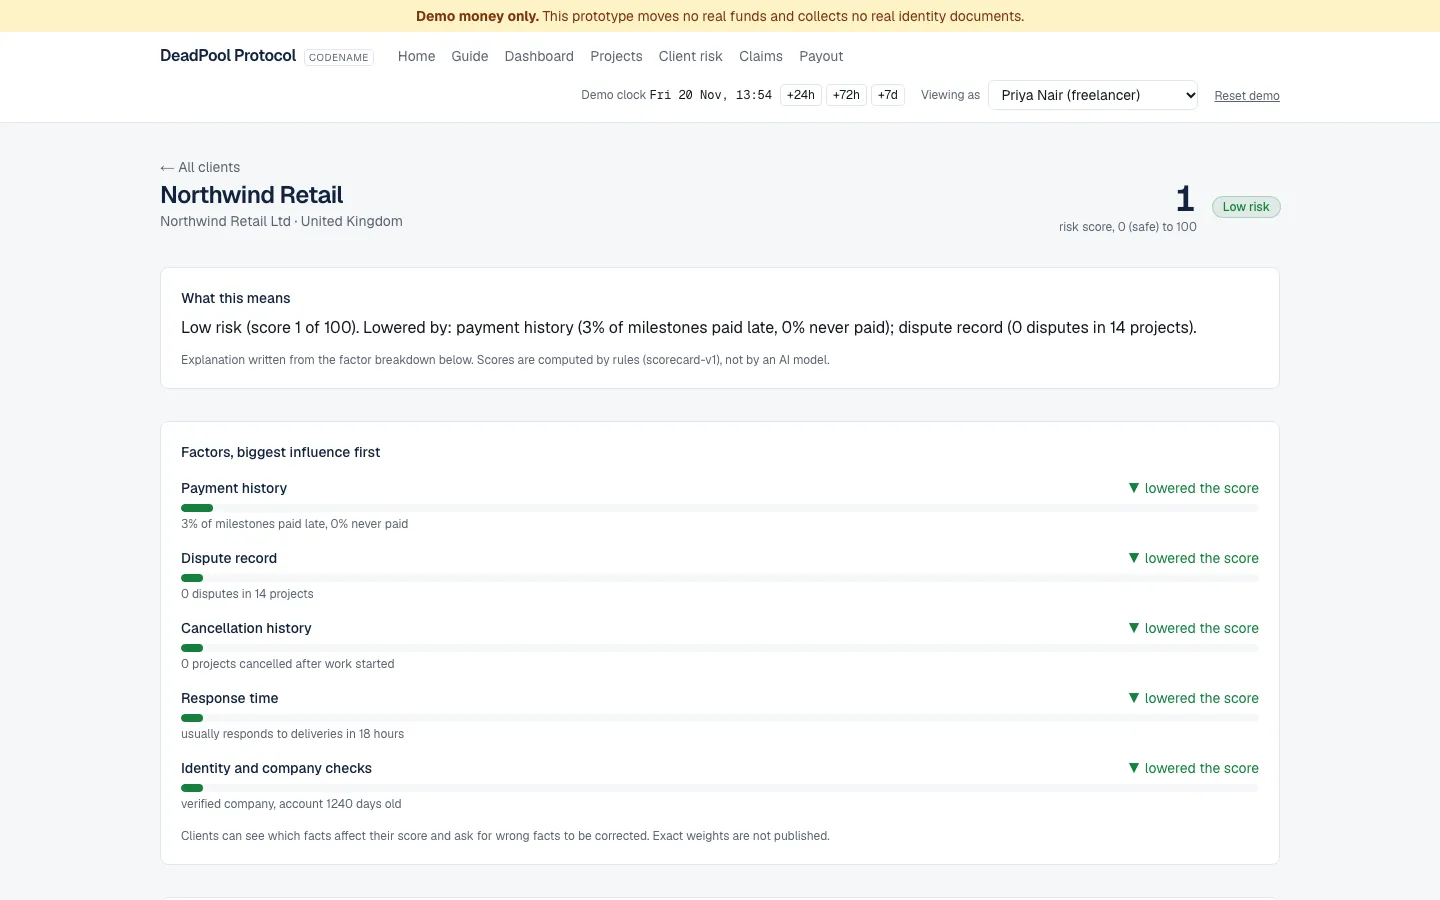 Demo money only. This prototype moves no real funds and collects no real identity documents.
DeadPool Protocol CODENAME Home Guide Dashboard Projects Client risk Claims Payout
Demo clock Fri 20 Nov, 13:54 +24h +72h +7d Viewing as Priya Nair (freelancer) Reset demo
← All clients
Northwind Retail
Northwind Retail Ltd · United Kingdom
1 Low risk
risk score, 0 (safe) to 100
What this means
Low risk (score 1 of 100). Lowered by: payment history (3% of milestones paid late, 0% never paid); dispute record (0 disputes in 14 projects).
Explanation written from the factor breakdown below. Scores are computed by rules (scorecard-v1), not by an AI model.
Factors, biggest influence first
Payment history ▼ lowered the score
3% of milestones paid late, 0% never paid
Dispute record ▼ lowered the score
0 disputes in 14 projects
Cancellation history ▼ lowered the score
0 projects cancelled after work started
Response time ▼ lowered the score
usually responds to deliveries in 18 hours
Identity and company checks ▼ lowered the score
verified company, account 1240 days old
Clients can see which facts affect their score and ask for wrong facts to be corrected. Exact weights are not published.